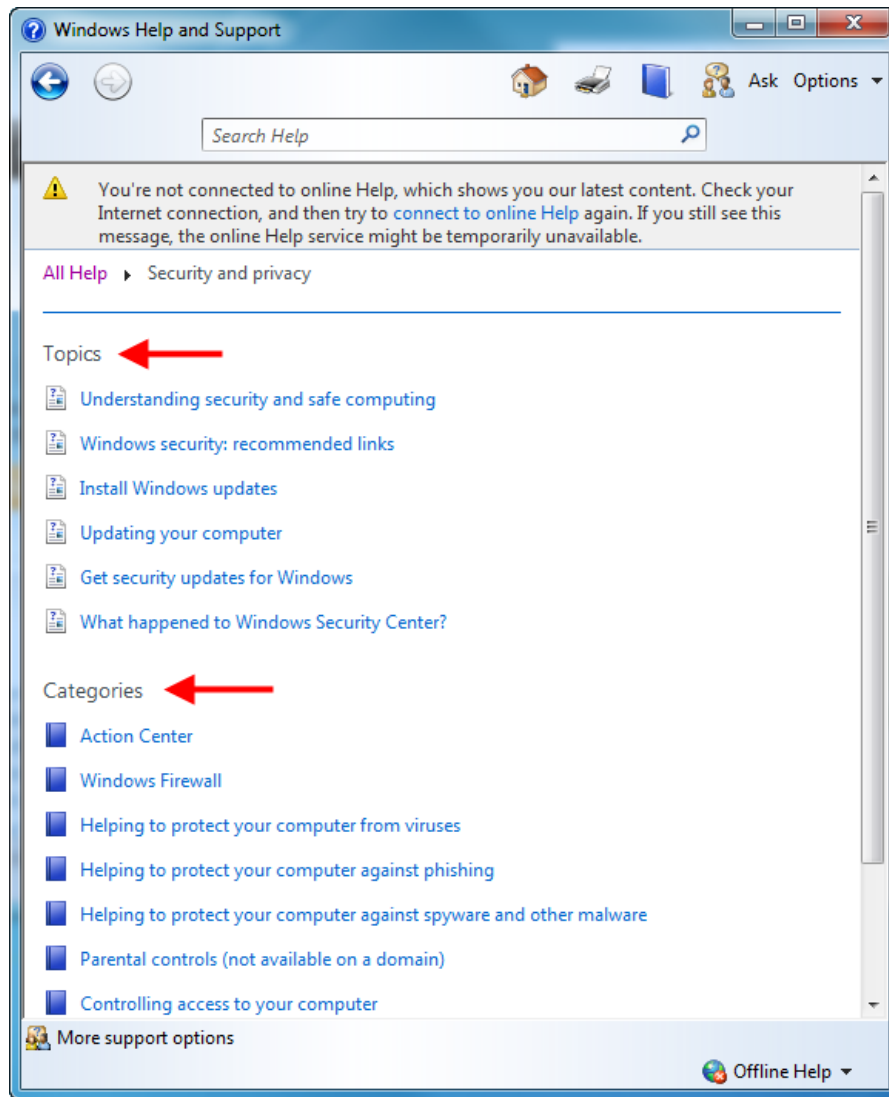 Windows Help and Support
Ask Options
Search Help
You're not connected to online Help, which shows you our latest content. Check your
Internet connection, and then try to connect to online Help again. If you still see this
message, the online Help service might be temporarily unavailable.
All Help Security and privacy
Topics
Understanding security and safe computing
Windows security: recommended links
Install Windows updates
Updating your computer
Get security updates for Windows
What happened to Windows Security Center?
Categories
Action Center
Windows Firewall
Helping to protect your computer from viruses
Helping to protect your computer against phishing
Helping to protect your computer against spyware and other malware
Parental controls (not available on a domain)
Controlling access to your computer
More support options
Offline Help